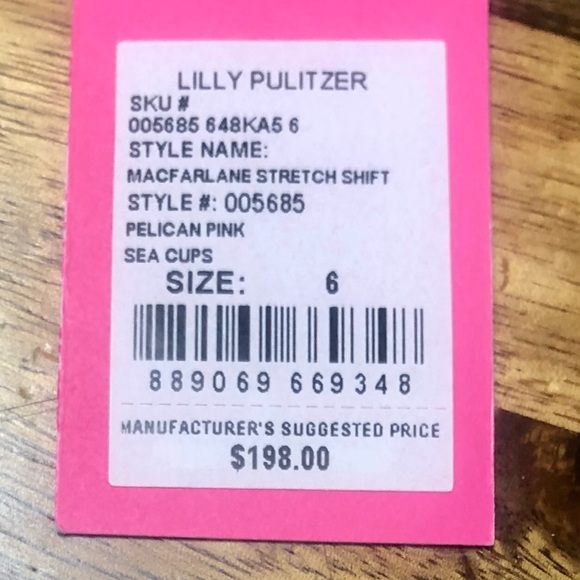 LILLY PULITZER
SKU #
005685 648KA5 6
STYLE NAME:
MACFARLANE STRETCH SHIFT
STYLE #: 005685
PELICAN PINK
SEA CUPS
SIZE: 6
889069 669348
MANUFACTURER'S SUGGESTED PRICE
$198.00